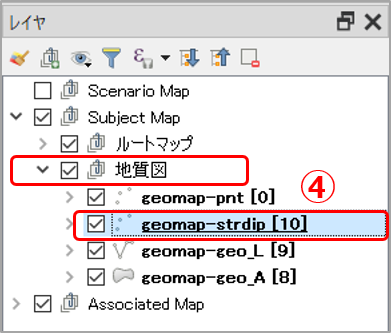 レイヤ
Scenario Map
Subject Map
ルートマップ
地質図
geomap-pnt [0]
④
geomap-strdip [10]
geomap-geo_L [9]
geomap-geo_A [8]
Associated Map